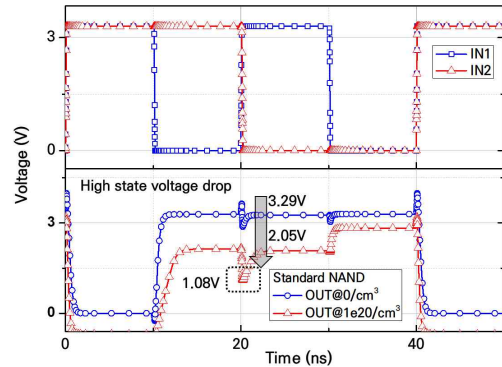 3
0
IN1
IN2
Voltage (V)
High state voltage drop
3.29V
2.05V
1.08V
3
0
Standard NAND
OUT@0/cm³
OUT@1e20/cm³
0 10 20 30 40
Time (ns)